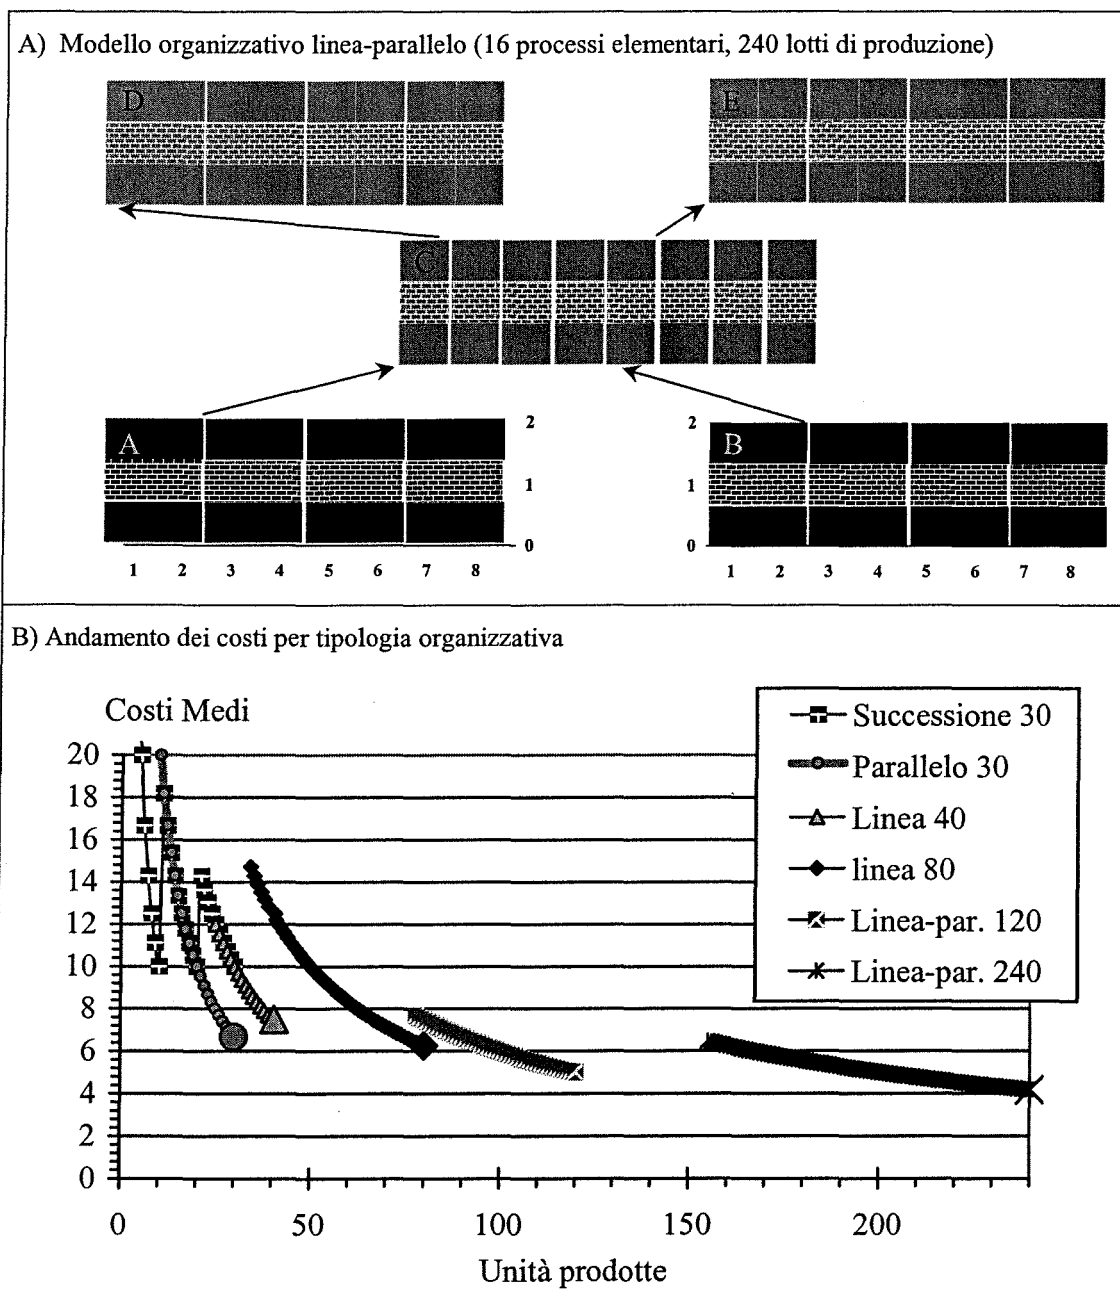 A) Modello organizzativo linea-parallelo (16 processi elementari, 240 lotti di produzione)
D
E
C
A
2
1
0
1 2 3 4 5 6 7 8
2
B
1
0
1 2 3 4 5 6 7 8
B) Andamento dei costi per tipologia organizzativa
Costi Medi
Successione 30
Parallelo 30
Linea 40
linea 80
Linea-par. 120
Linea-par. 240
20
18
16
14
12
10
8
6
4
2
0
0 50 100 150 200
Unità prodotte